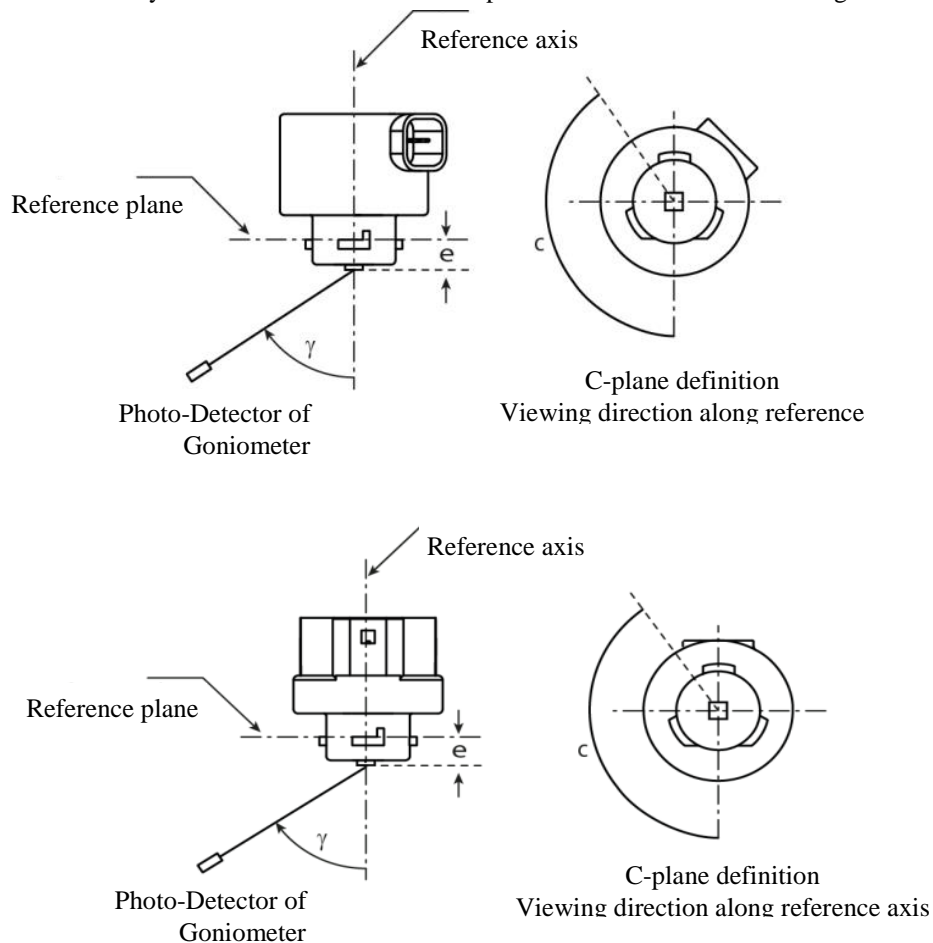 Reference axis
Reference plane
e
γ
c
Photo-Detector of
Goniometer
C-plane definition
Viewing direction along reference
Reference axis
Reference plane
e
γ
c
Photo-Detector of
Goniometer
C-plane definition
Viewing direction along reference axis